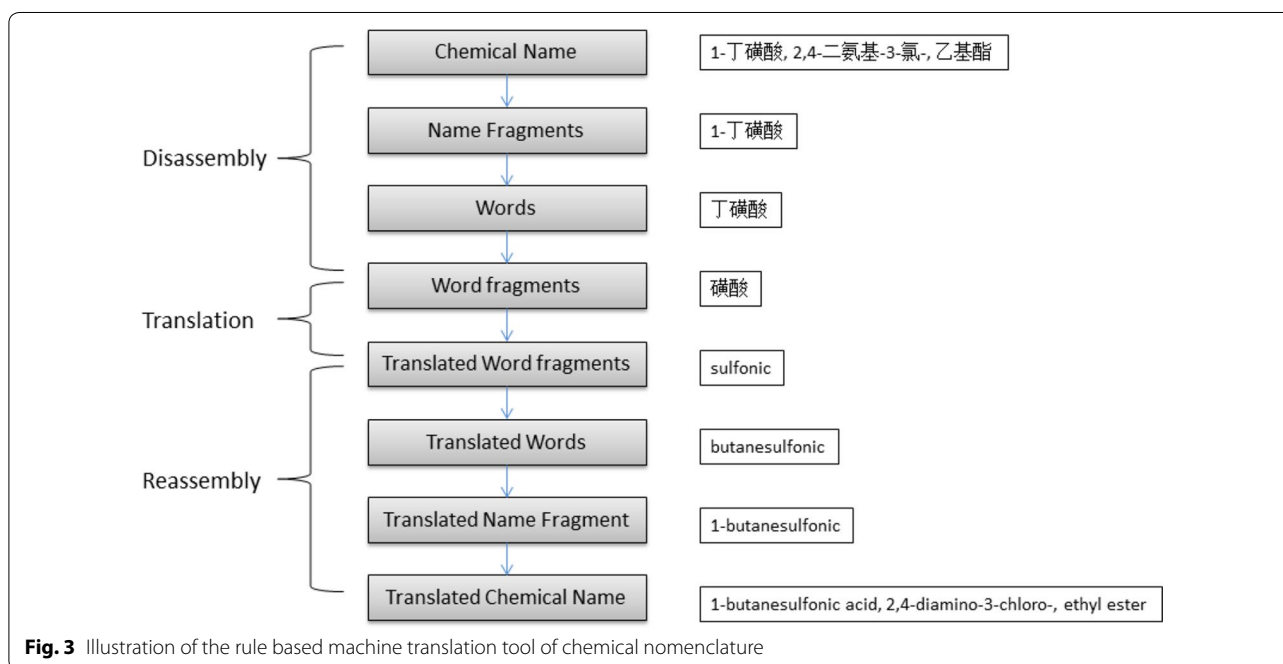 Chemical Name
1-丁磺酸, 2,4-二氨基-3-氯-, 乙基酯
Name Fragments
1-丁磺酸
Disassembly
Words
丁磺酸
Word fragments
磺酸
Translation
Translated Word fragments
sulfonic
Translated Words
butanesulfonic
Reassembly
Translated Name Fragment
1-butanesulfonic
Translated Chemical Name
1-butanesulfonic acid, 2,4-diamino-3-chloro-, ethyl ester
Fig. 3 Illustration of the rule based machine translation tool of chemical nomenclature